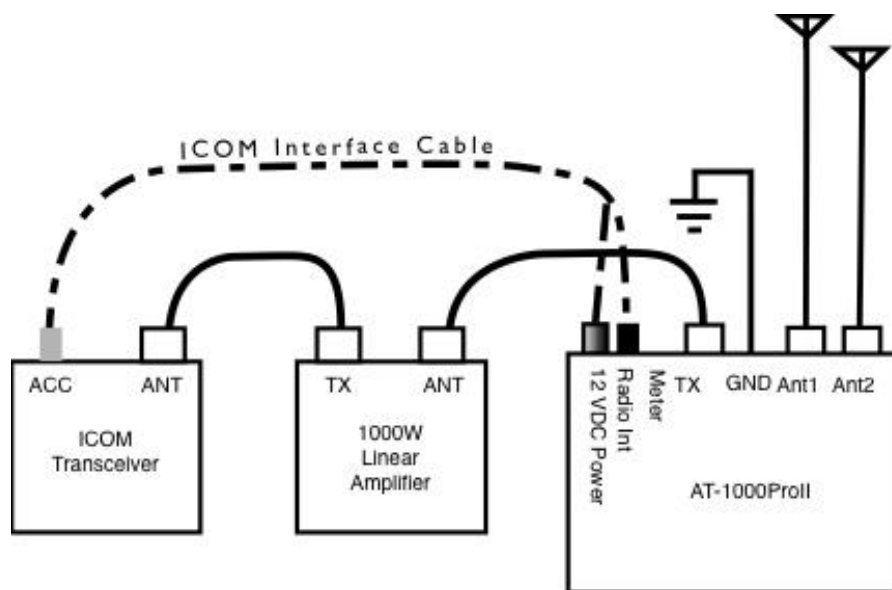 ICOM Interface Cable
ACC
ANT
ICOM
Transceiver
TX
ANT
1000W
Linear
Amplifier
12 VDC Power
Radio Int
Meter
TX
GND
Ant1
Ant2
AT-1000ProII